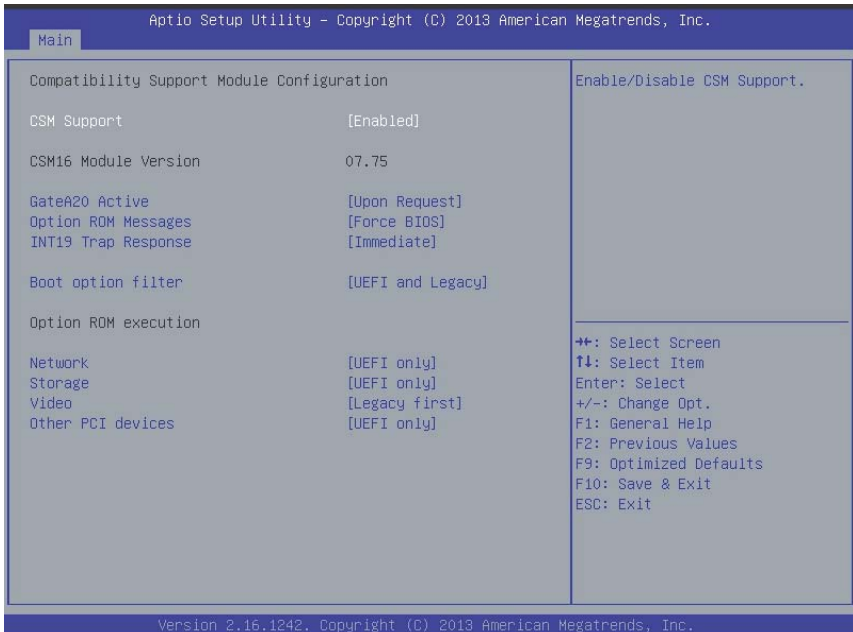 Aptio Setup Utility – Copyright (C) 2013 American Megatrends, Inc.
Main
Compatibility Support Module Configuration
CSM Support [Enabled]
CSM16 Module Version 07.75
GateA20 Active [Upon Request]
Option ROM Messages [Force BIOS]
INT19 Trap Response [Immediate]
Boot option filter [UEFI and Legacy]
Option ROM execution
Network [UEFI only]
Storage [UEFI only]
Video [Legacy first]
Other PCI devices [UEFI only]
Enable/Disable CSM Support.
→←: Select Screen
↑↓: Select Item
Enter: Select
+/-: Change Opt.
F1: General Help
F2: Previous Values
F9: Optimized Defaults
F10: Save & Exit
ESC: Exit
Version 2.16.1242. Copyright (C) 2013 American Megatrends, Inc.